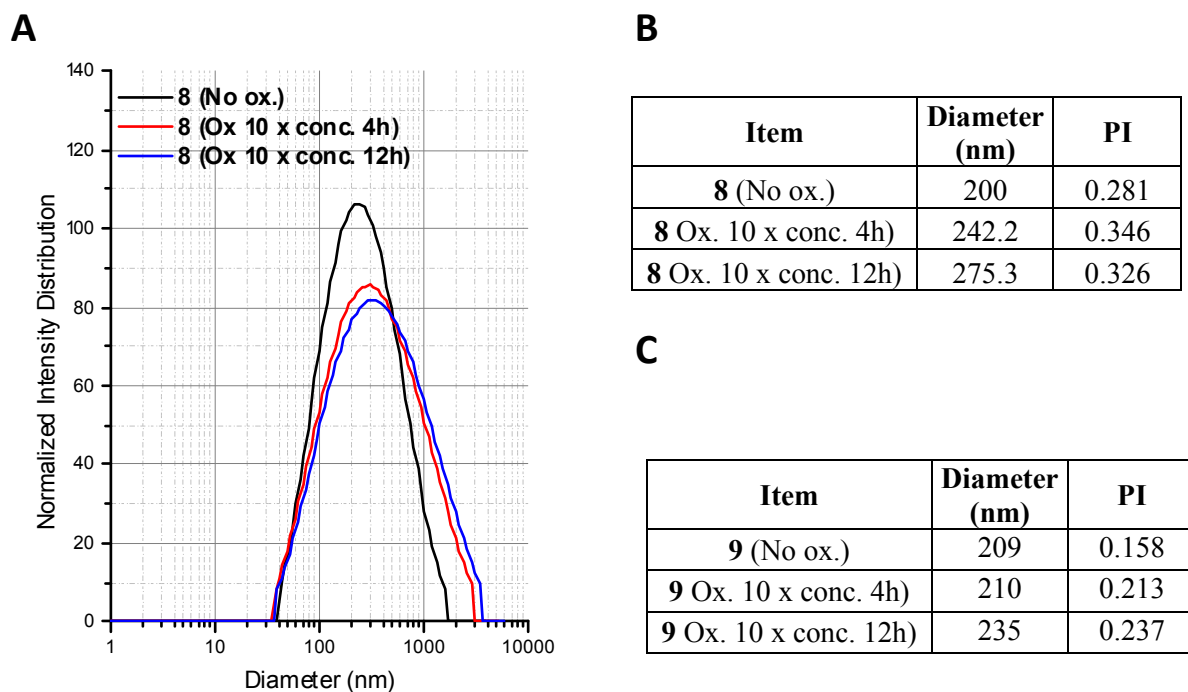 A
140
120
100
80
60
40
20
0
Normalized Intensity Distribution
8 (No ox.)
8 (Ox 10 x conc. 4h)
8 (Ox 10 x conc. 12h)
1 10 100 1000 10000
Diameter (nm)
B
Item Diameter (nm) PI
8 (No ox.) 200 0.281
8 Ox. 10 x conc. 4h) 242.2 0.346
8 Ox. 10 x conc. 12h) 275.3 0.326
C
Item Diameter (nm) PI
9 (No ox.) 209 0.158
9 Ox. 10 x conc. 4h) 210 0.213
9 Ox. 10 x conc. 12h) 235 0.237